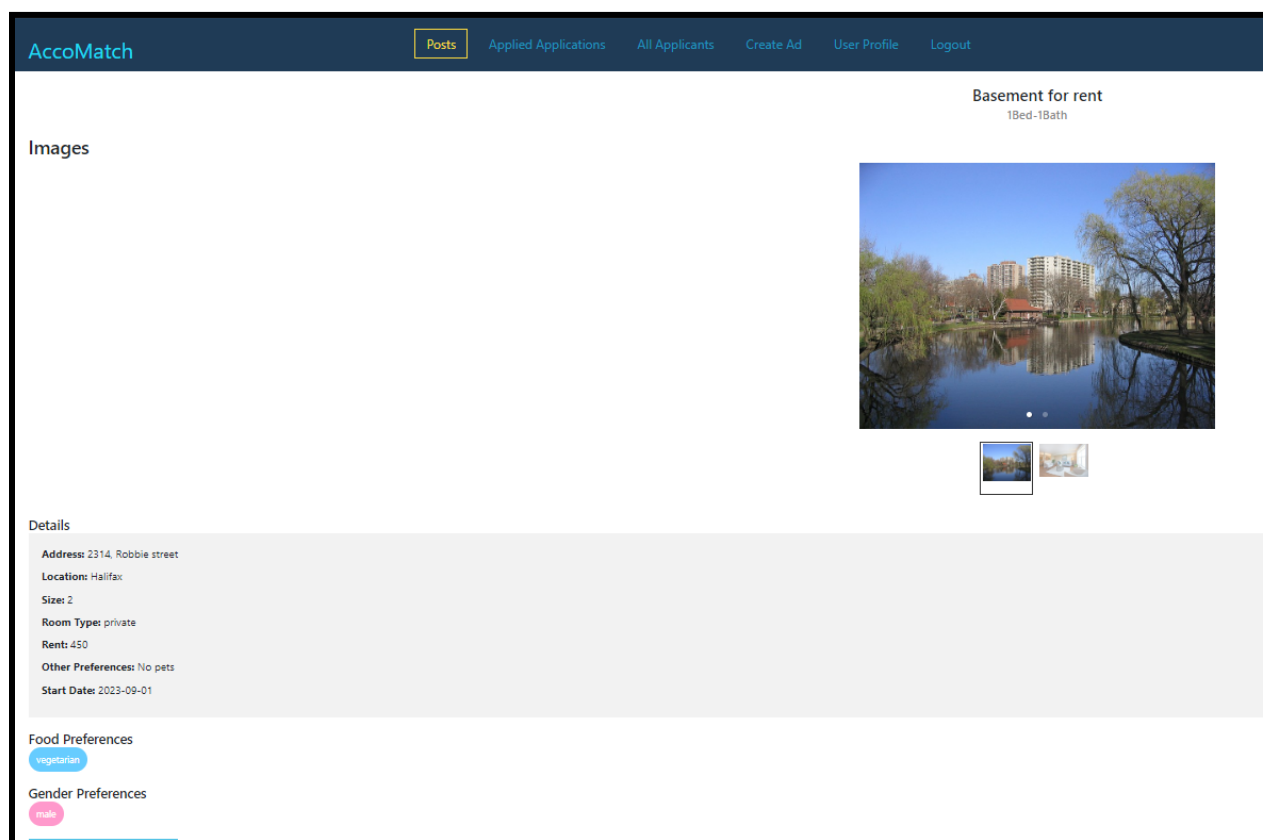 AccoMatch
Posts Applied Applications All Applicants Create Ad User Profile Logout
Basement for rent
1Bed-1Bath
Images
Details
Address: 2314, Robbie street
Location: Halifax
Size: 2
Room Type: private
Rent: 450
Other Preferences: No pets
Start Date: 2023-09-01
Food Preferences
vegetarian
Gender Preferences
male